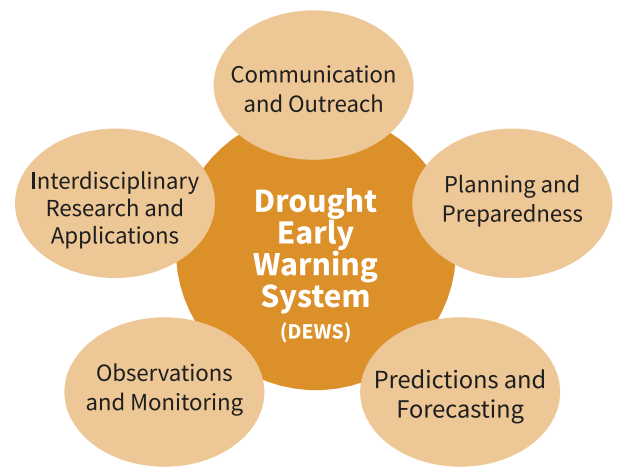 Communication
and Outreach
Interdisciplinary
Research and
Applications
Drought
Early
Warning
System
(DEWS)
Planning and
Preparedness
Observations
and Monitoring
Predictions and
Forecasting